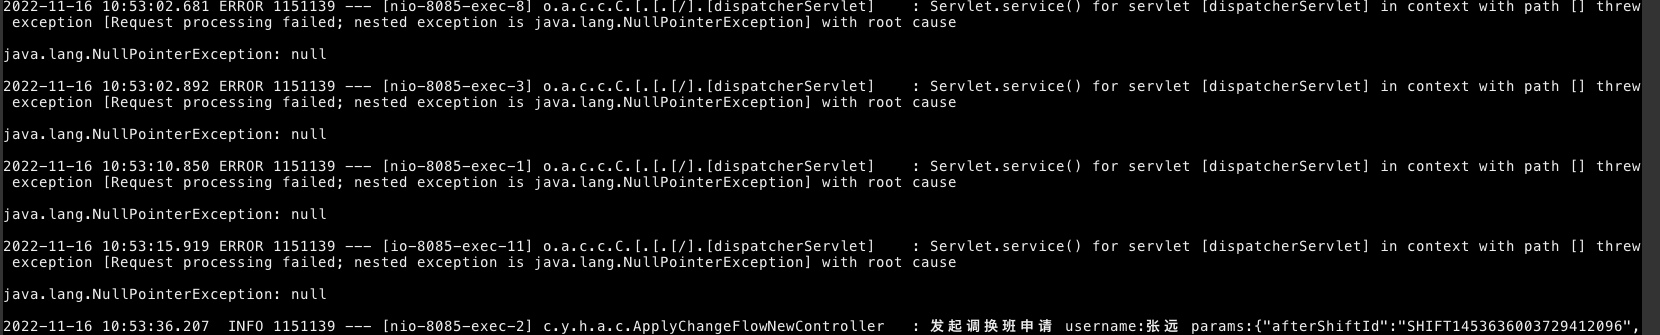 2022-11-16 10:53:02.681 ERROR 1151139 --- [nio-8085-exec-8] o.a.c.c.C.[.[.[/].[dispatcherServlet]    : Servlet.service() for servlet [dispatcherServlet] in context with path [] threw
 exception [Request processing failed; nested exception is java.lang.NullPointerException] with root cause
java.lang.NullPointerException: null
2022-11-16 10:53:02.892 ERROR 1151139 --- [nio-8085-exec-3] o.a.c.c.C.[.[.[/].[dispatcherServlet]    : Servlet.service() for servlet [dispatcherServlet] in context with path [] threw
 exception [Request processing failed; nested exception is java.lang.NullPointerException] with root cause
java.lang.NullPointerException: null
2022-11-16 10:53:10.850 ERROR 1151139 --- [nio-8085-exec-1] o.a.c.c.C.[.[.[/].[dispatcherServlet]    : Servlet.service() for servlet [dispatcherServlet] in context with path [] threw
 exception [Request processing failed; nested exception is java.lang.NullPointerException] with root cause
java.lang.NullPointerException: null
2022-11-16 10:53:15.919 ERROR 1151139 --- [io-8085-exec-11] o.a.c.c.C.[.[.[/].[dispatcherServlet]    : Servlet.service() for servlet [dispatcherServlet] in context with path [] threw
 exception [Request processing failed; nested exception is java.lang.NullPointerException] with root cause
java.lang.NullPointerException: null
2022-11-16 10:53:36.207  INFO 1151139 --- [nio-8085-exec-2] c.y.h.a.c.ApplyChangeFlowNewController   : 发起调换班申请 username:张远 params:{"afterShiftId":"SHIFT1453636003729412096",